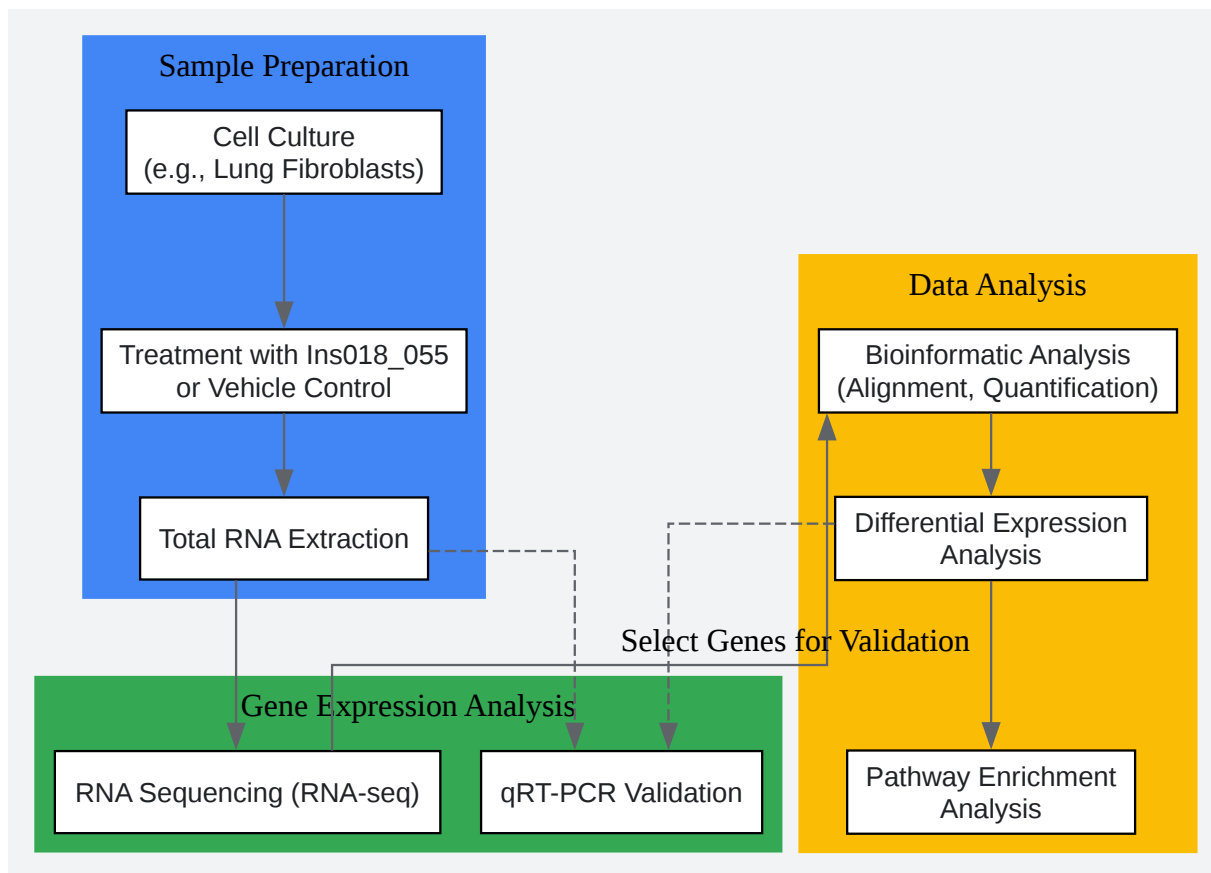 Sample Preparation
Cell Culture
(e.g., Lung Fibroblasts)
Treatment with Ins018_055
or Vehicle Control
Total RNA Extraction
Data Analysis
Bioinformatic Analysis
(Alignment, Quantification)
Differential Expression
Analysis
Select Genes for Validation
Gene Expression Analysis
RNA Sequencing (RNA-seq)
qRT-PCR Validation
Pathway Enrichment
Analysis